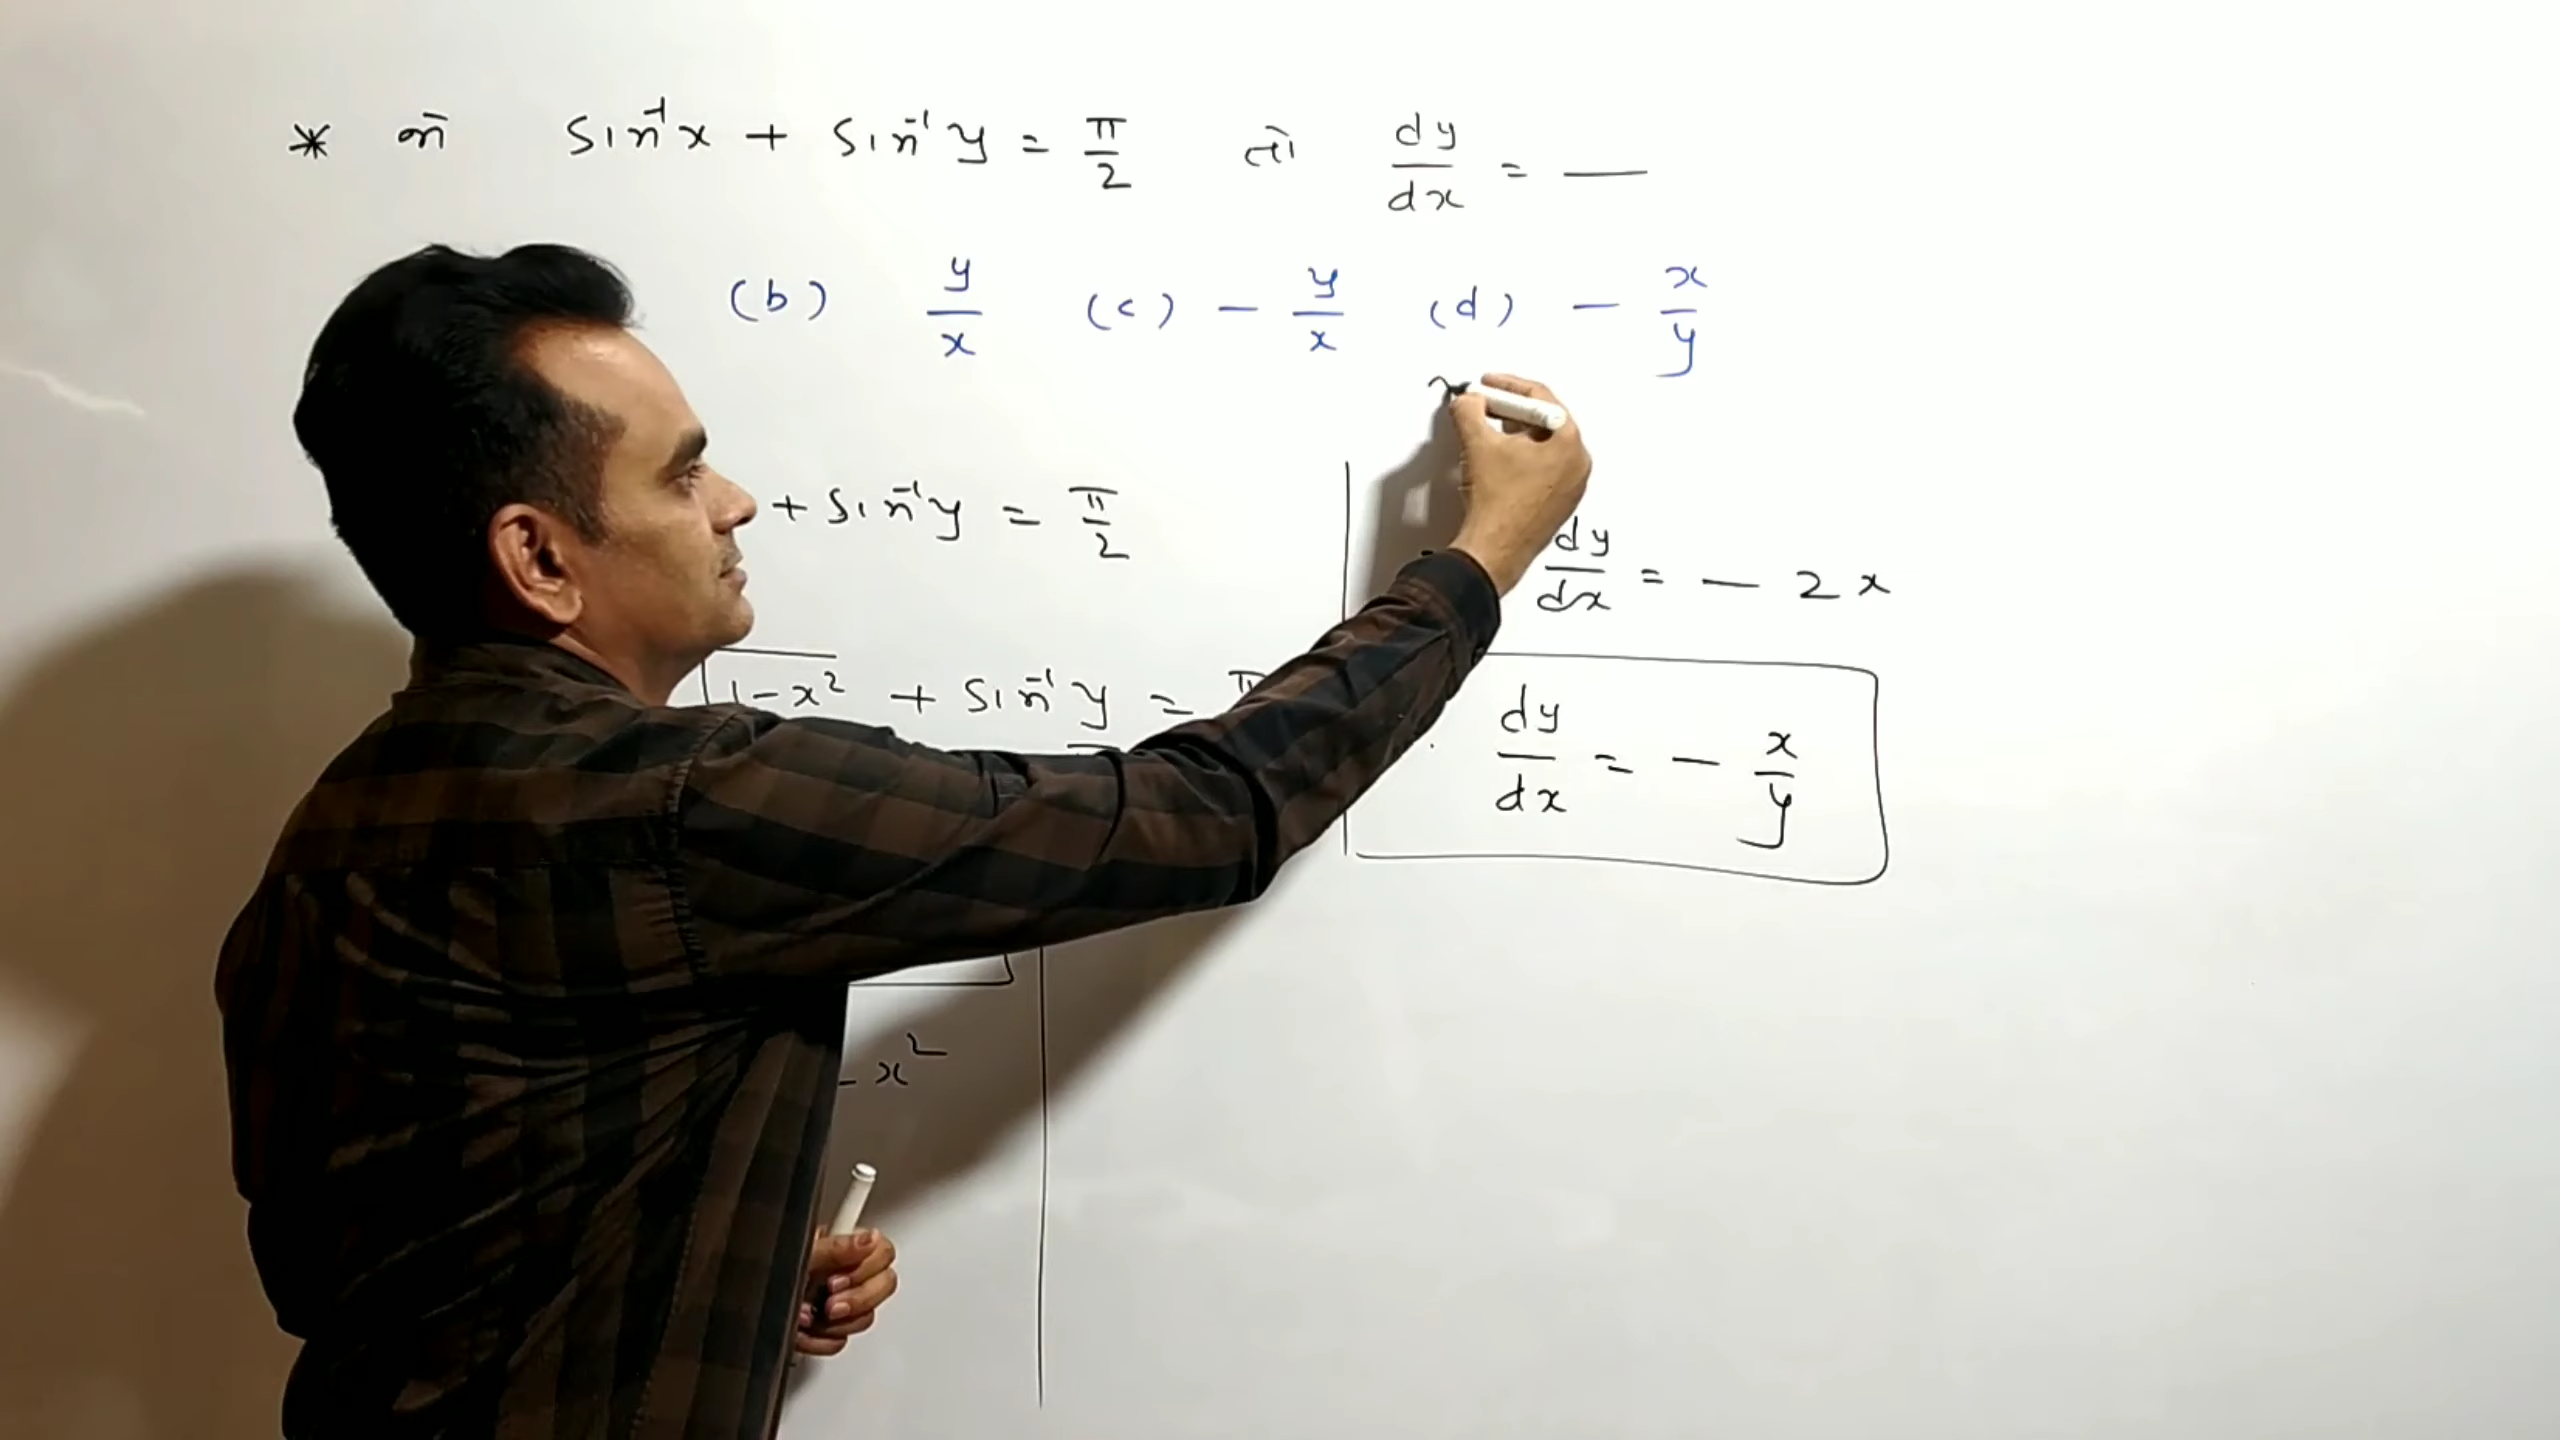 * જો sin⁻¹x + sin⁻¹y = π/2 તો dy/dx = —
(b) y/x (c) - y/x (d) - x/y
+ sin⁻¹y = π/2
√1-x² + sin⁻¹y =
- x²
dy/dx = - 2x
dy/dx = - x/y